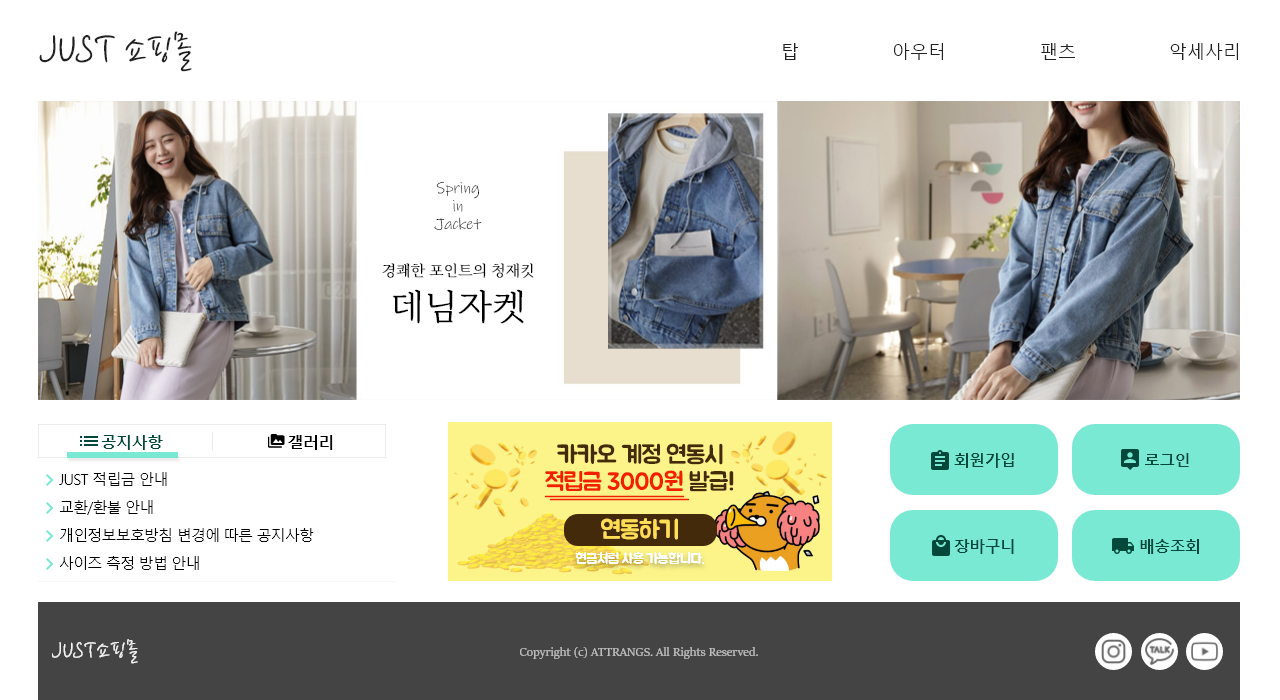 JUST 쇼핑몰
탑
아우터
팬츠
악세사리
Spring
in
Jacket
경쾌한 포인트의 청재킷
데님자켓
공지사항
갤러리
JUST 적립금 안내
교환/환불 안내
개인정보보호방침 변경에 따른 공지사항
사이즈 측정 방법 안내
카카오 계정 연동시
적립금 3000원 발급!
연동하기
현금처럼 사용 가능합니다.
회원가입
로그인
장바구니
배송조회
JUST쇼핑몰
Copyright (c) ATTRANGS. All Rights Reserved.
TALK